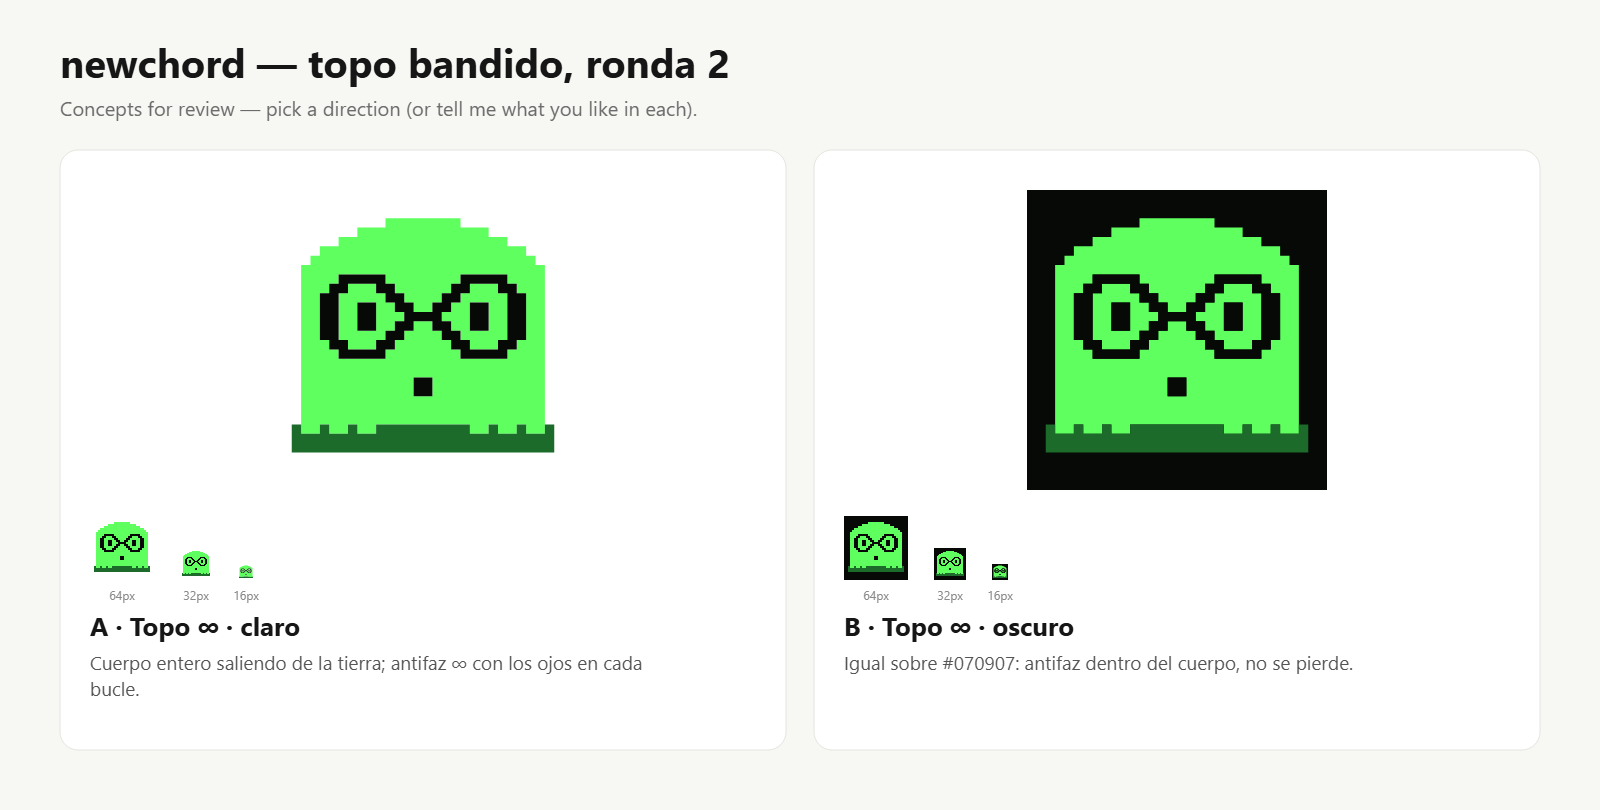 newchord — topo bandido, ronda 2
Concepts for review — pick a direction (or tell me what you like in each).
64px 32px 16px
A · Topo ∞ · claro
Cuerpo entero saliendo de la tierra; antifaz ∞ con los ojos en cada
bucle.
64px 32px 16px
B · Topo ∞ · oscuro
Igual sobre #070907: antifaz dentro del cuerpo, no se pierde.